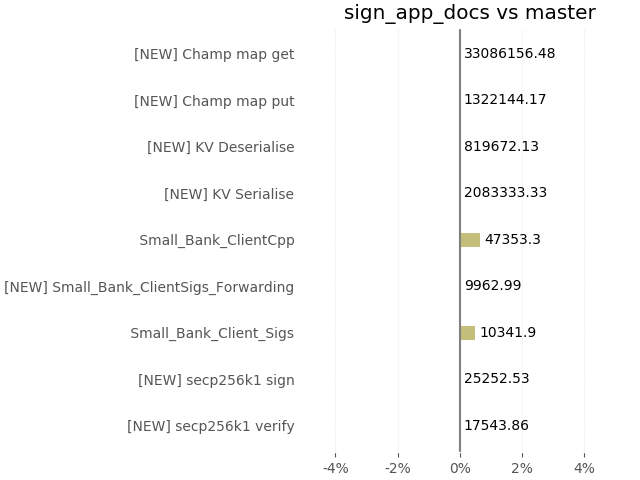 sign_app_docs vs master
[NEW] Champ map get 33086156.48
[NEW] Champ map put 1322144.17
[NEW] KV Deserialise 819672.13
[NEW] KV Serialise 2083333.33
Small_Bank_ClientCpp 47353.3
[NEW] Small_Bank_ClientSigs_Forwarding 9962.99
Small_Bank_Client_Sigs 10341.9
[NEW] secp256k1 sign 25252.53
[NEW] secp256k1 verify 17543.86
-4% -2% 0% 2% 4%